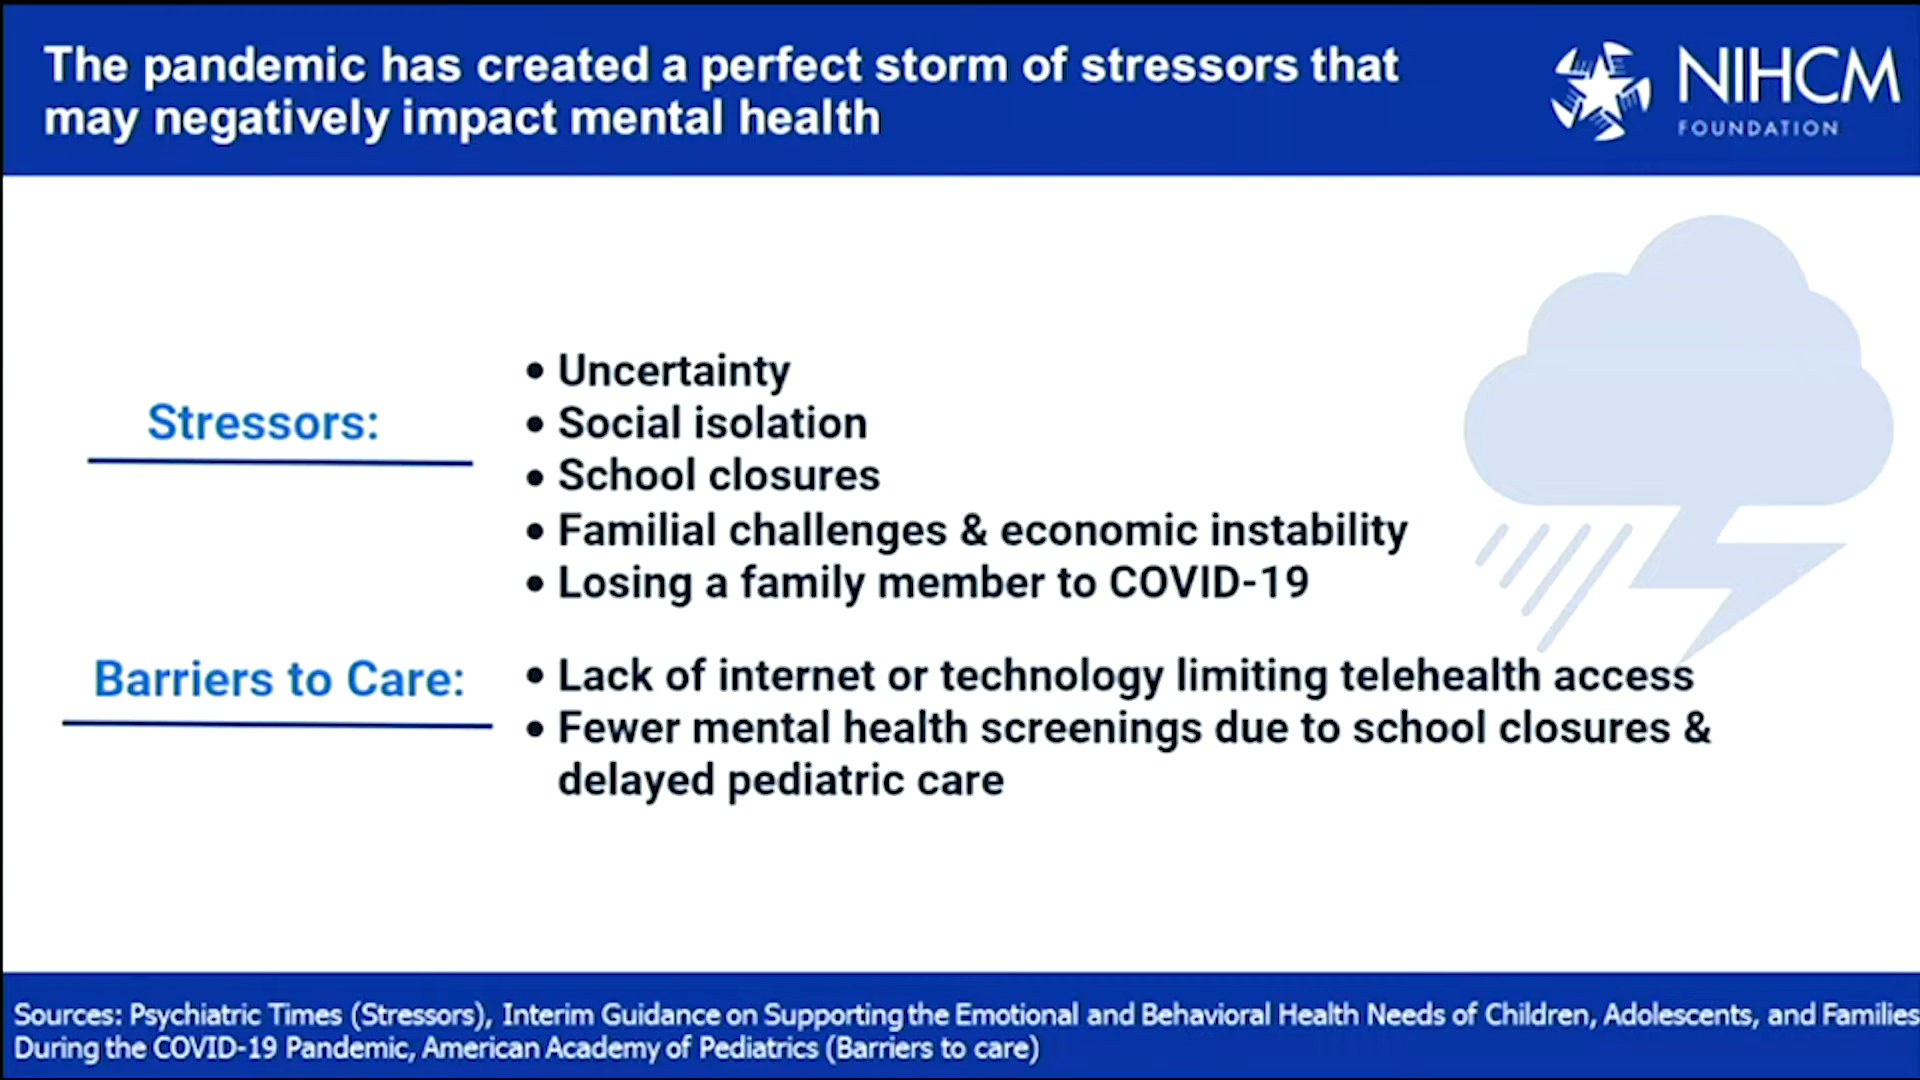 The pandemic has created a perfect storm of stressors that
may negatively impact mental health
NIHCM
FOUNDATION
Stressors:
• Uncertainty
• Social isolation
• School closures
• Familial challenges & economic instability
• Losing a family member to COVID-19
Barriers to Care:
• Lack of internet or technology limiting telehealth access
• Fewer mental health screenings due to school closures &
delayed pediatric care
Sources: Psychiatric Times (Stressors), Interim Guidance on Supporting the Emotional and Behavioral Health Needs of Children, Adolescents, and Families
During the COVID-19 Pandemic, American Academy of Pediatrics (Barriers to care)